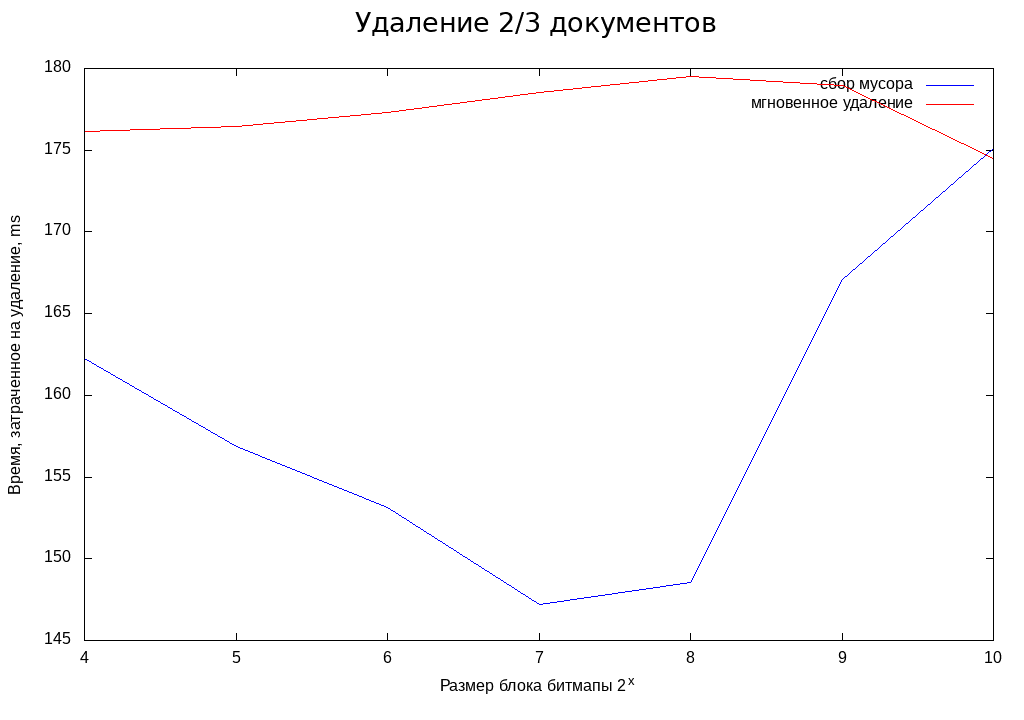 Удаление 2/3 документов
180
175
170
165
160
155
150
145
сбор мусора
мгновенное удаление
Время, затраченное на удаление, ms
4 5 6 7 8 9 10
Размер блока битмапы 2^x